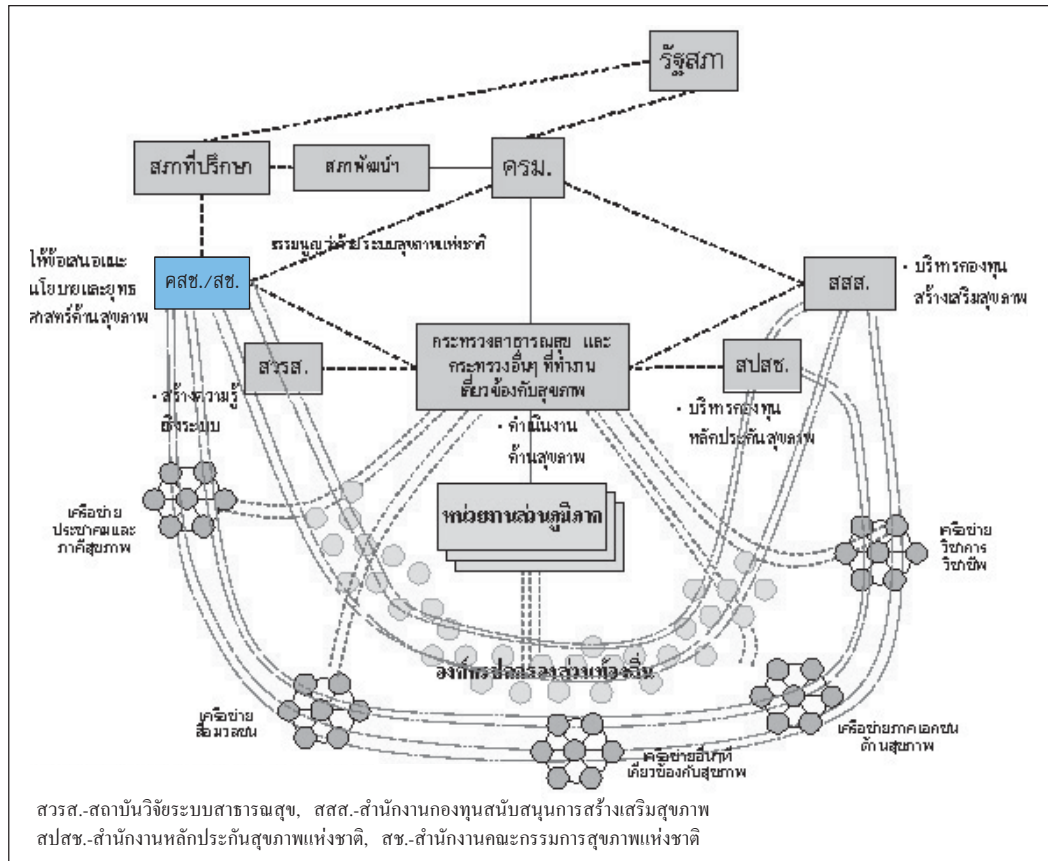 รัฐสภา
สภาที่ปรึกษา
สภาพัฒน์ฯ
ครม.
ธรรมนูญว่าด้วยระบบสุขภาพแห่งชาติ
ให้ข้อเสนอแนะ
นโยบายและยุทธ
ศาสตร์ด้านสุขภาพ
คสช./สช.
สสส.
• บริหารกองทุน
สร้างเสริมสุขภาพ
สวรส.
กระทรวงสาธารณสุข และ
กระทรวงอื่นๆ ที่ทำงาน
เกี่ยวข้องกับสุขภาพ
สปสช.
• สร้างความรู้
เชิงระบบ
• ดำเนินงาน
ด้านสุขภาพ
• บริหารกองทุน
หลักประกันสุขภาพ
หน่วยงานส่วนภูมิภาค
เครือข่าย
ประชาคมและ
ภาคีสุขภาพ
เครือข่าย
วิชาการ
วิชาชีพ
องค์กรปกครองส่วนท้องถิ่น
เครือข่าย
สื่อมวลชน
เครือข่ายอื่นๆที่
เกี่ยวข้องกับสุขภาพ
เครือข่ายภาคเอกชน
ด้านสุขภาพ
สวรส.-สถาบันวิจัยระบบสาธารณสุข, สสส.-สำนักงานกองทุนสนับสนุนการสร้างเสริมสุขภาพ
สปสช.-สำนักงานหลักประกันสุขภาพแห่งชาติ, สช.-สำนักงานคณะกรรมการสุขภาพแห่งชาติ